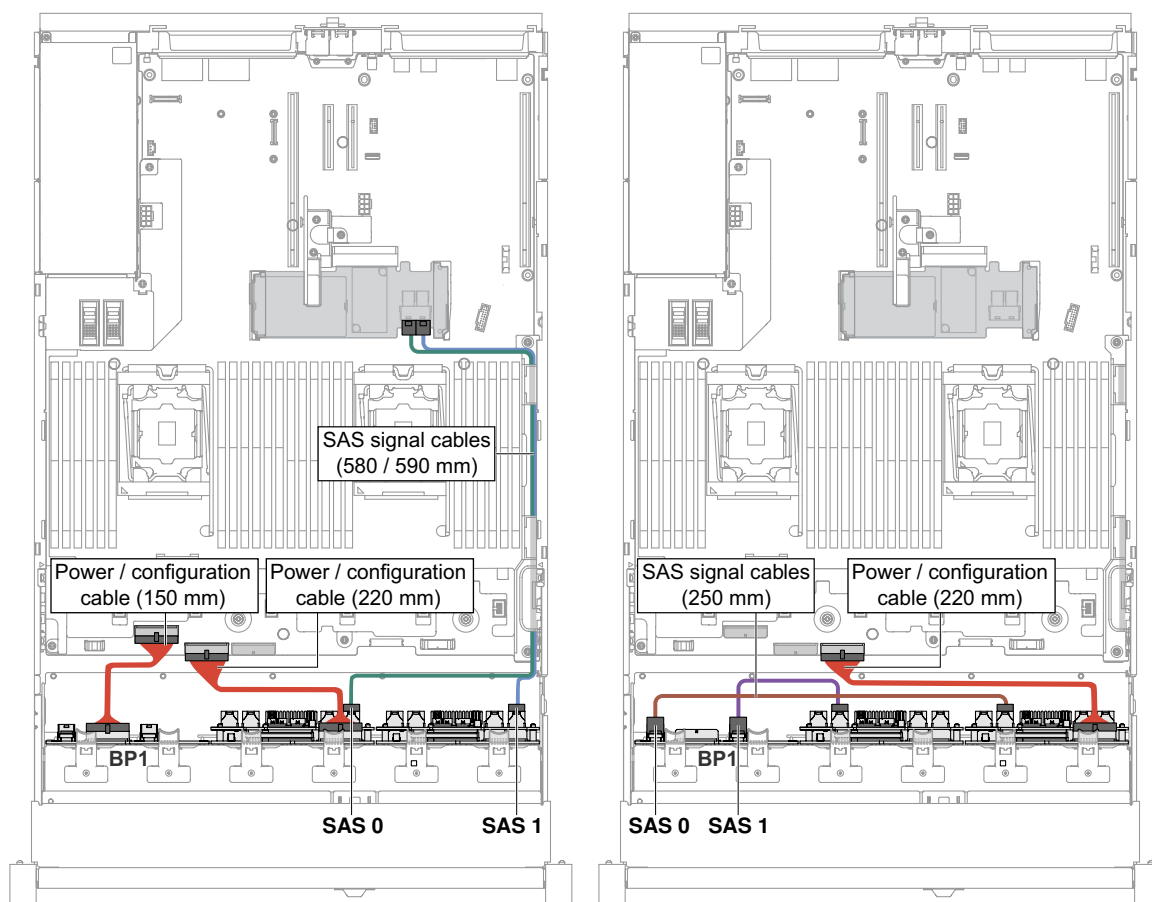 SAS signal cables
(580 / 590 mm)
Power / configuration
cable (150 mm)
Power / configuration
cable (220 mm)
BP1
SAS 0
SAS 1
SAS signal cables
(250 mm)
Power / configuration
cable (220 mm)
BP1
SAS 0
SAS 1